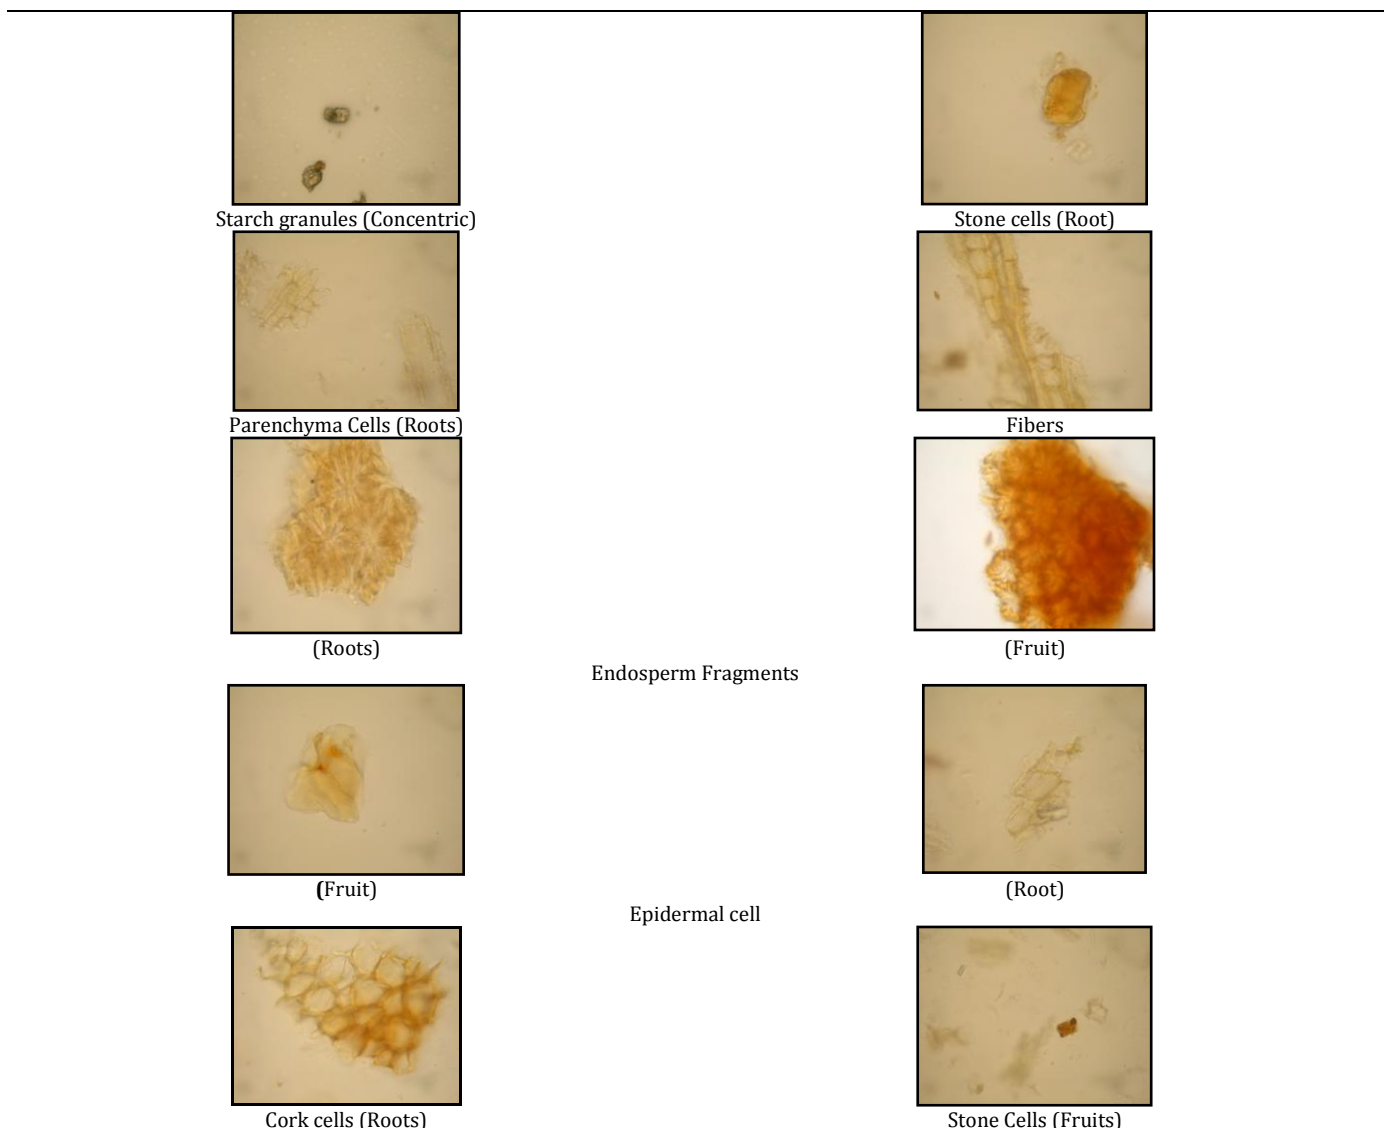 Starch granules (Concentric)
Stone cells (Root)
Parenchyma Cells (Roots)
Fibers
(Roots)
(Fruit)
Endosperm Fragments
(Fruit)
(Root)
Epidermal cell
Cork cells (Roots)
Stone Cells (Fruits)